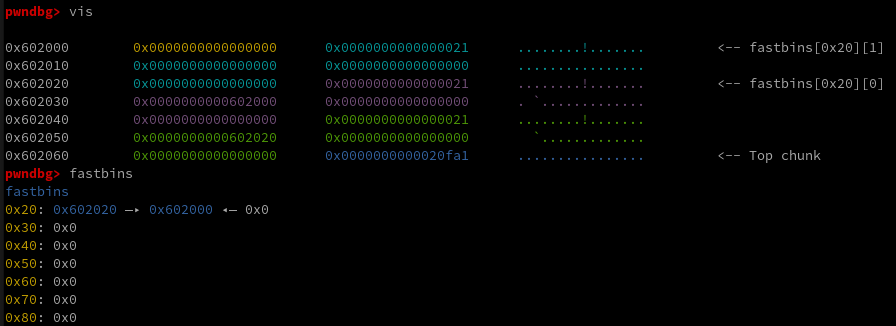 pwndbg> vis
0x602000 0x0000000000000000 0x0000000000000021 ........!....... <-- fastbins[0x20][1]
0x602010 0x0000000000000000 0x0000000000000000 ................
0x602020 0x0000000000000000 0x0000000000000021 ........!....... <-- fastbins[0x20][0]
0x602030 0x0000000000602000 0x0000000000000000 . `.............
0x602040 0x0000000000000000 0x0000000000000021 ........!.......
0x602050 0x0000000000602020 0x0000000000000000   `.............
0x602060 0x0000000000000000 0x0000000000020fa1 ................ <-- Top chunk
pwndbg> fastbins
fastbins
0x20: 0x602020 —▸ 0x602000 ◂— 0x0
0x30: 0x0
0x40: 0x0
0x50: 0x0
0x60: 0x0
0x70: 0x0
0x80: 0x0